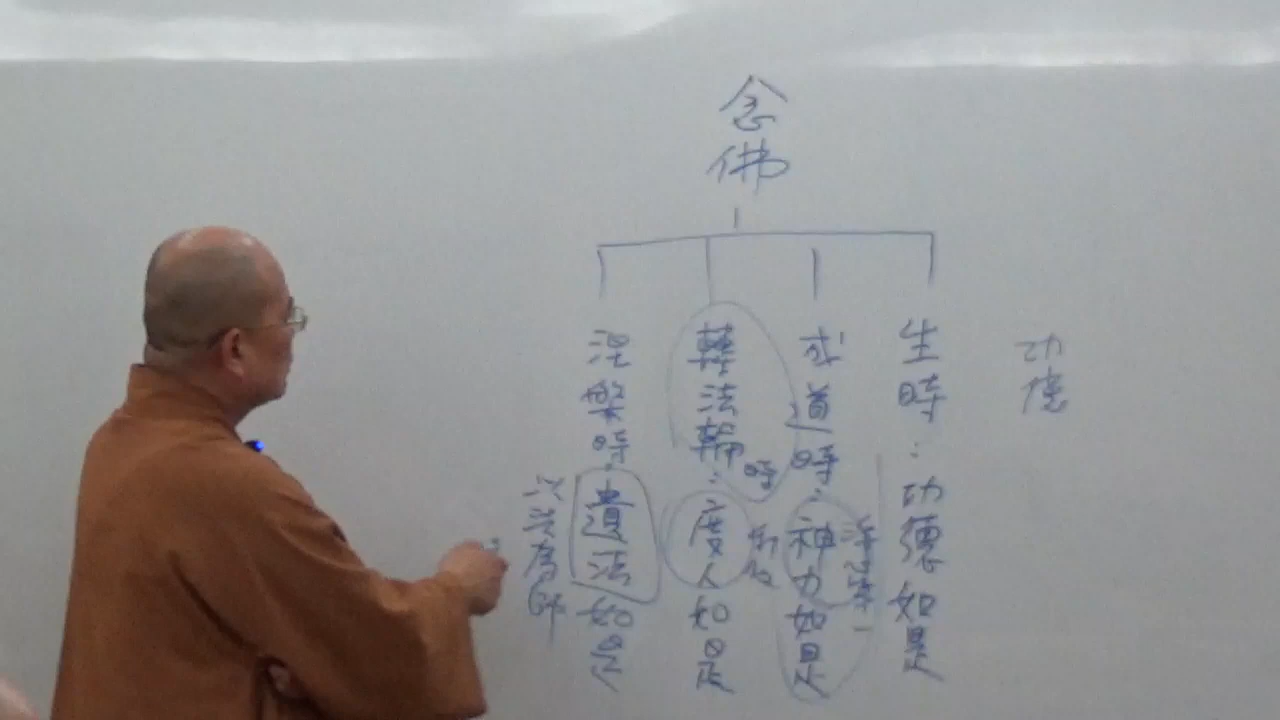 念佛
功德
生時：功德如是
成道時：神力如是
轉法輪時：度人如是
涅槃時：遺法如是
以法為師